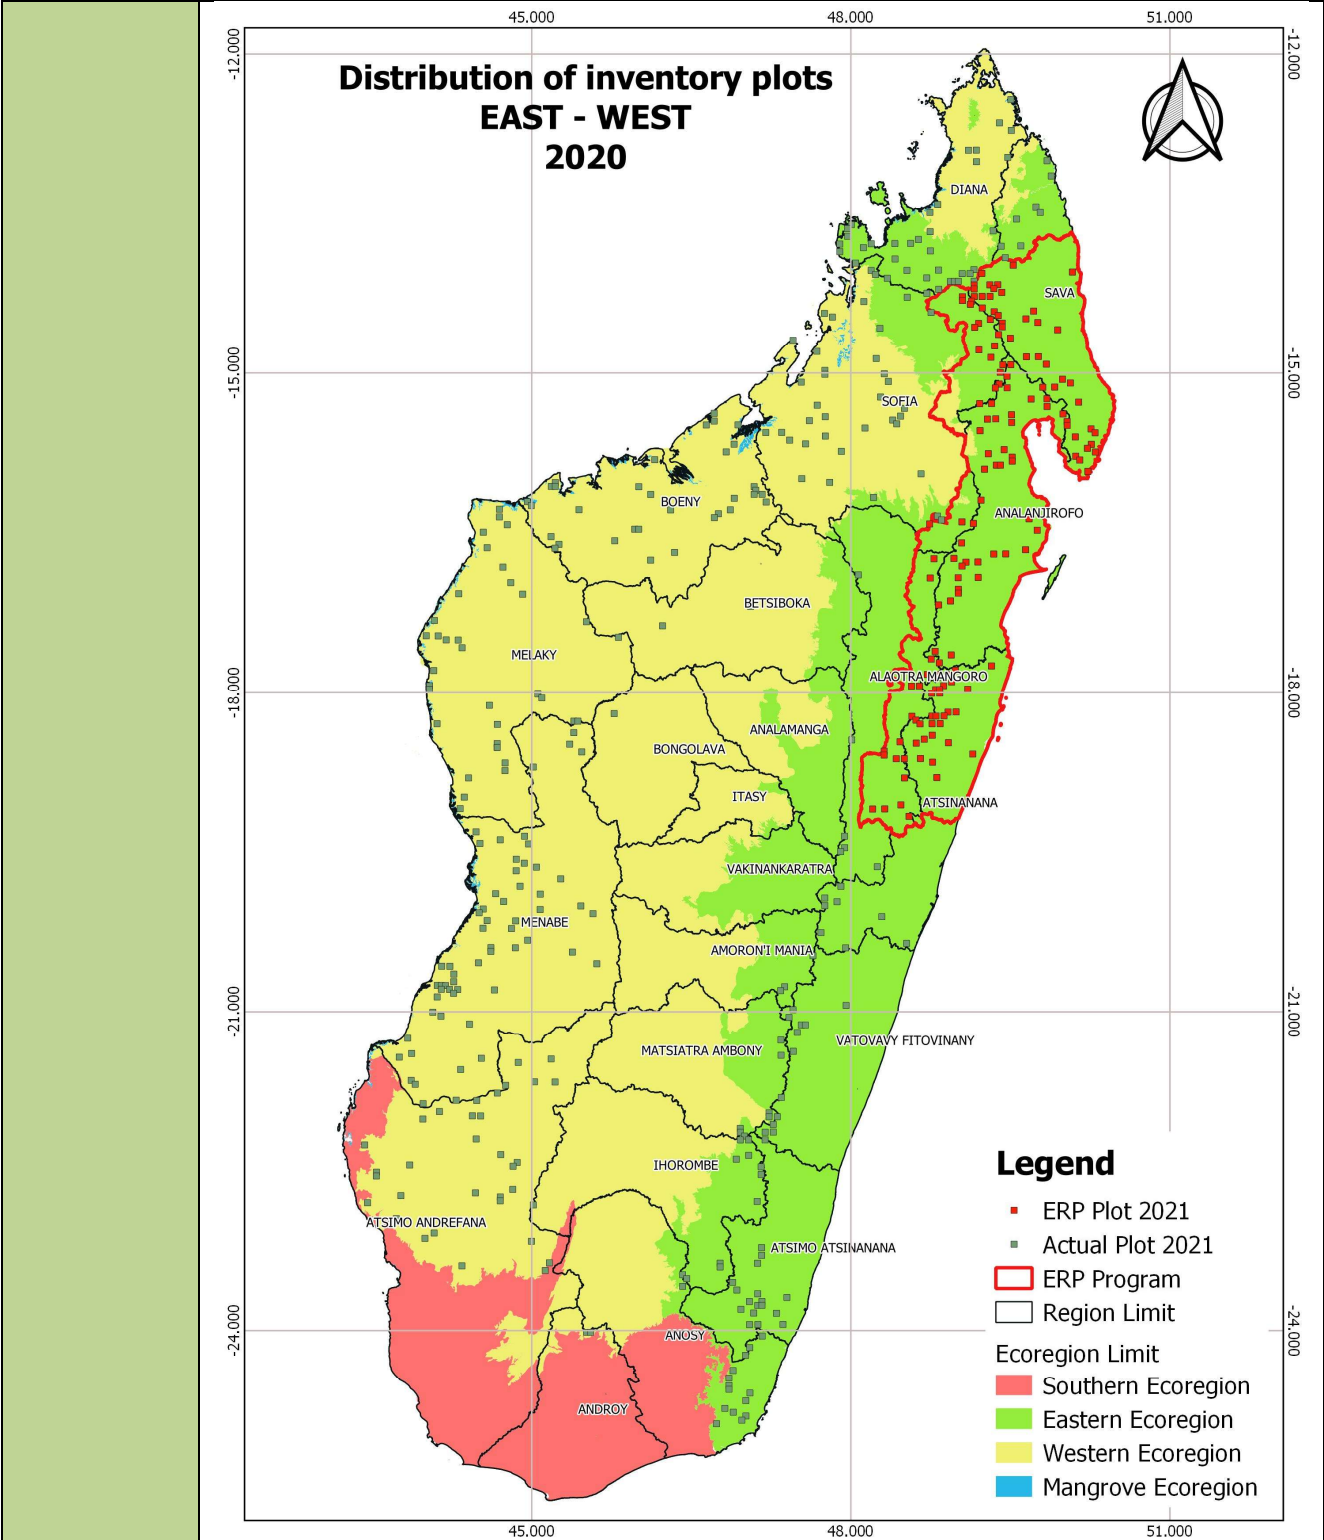 45.000
48.000
51.000
-12.000
-12.000
Distribution of inventory plots
EAST - WEST
2020
DIANA
SAVA
-15.000
-15.000
SOFIA
BOENY
ANALANJIROFO
BETSIBOKA
MELAKY
ALAOTRA MANGORO
-18.000
-18.000
ANALAMANGA
BONGOLAVA
ITASY
ATSINANANA
VAKINANKARATRA
MENABE
AMORON'I MANIA
-21.000
-21.000
VATOVAVY FITOVINANY
MATSIATRA AMBONY
IHOROMBE
ATSIMO ANDREFANA
ATSIMO ATSINANANA
-24.000
-24.000
ANOSY
ANDROY
Legend
ERP Plot 2021
Actual Plot 2021
ERP Program
Region Limit
Ecoregion Limit
Southern Ecoregion
Eastern Ecoregion
Western Ecoregion
Mangrove Ecoregion
45.000
48.000
51.000